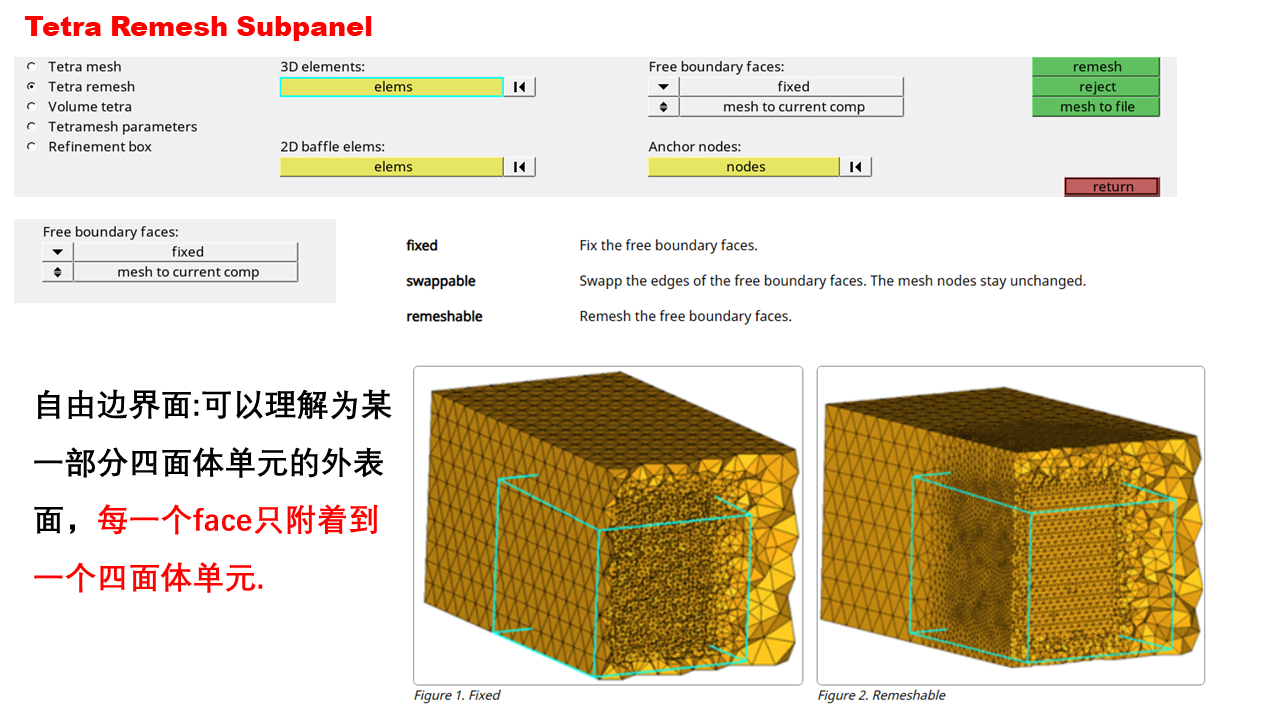 Tetra Remesh Subpanel
Tetra mesh
Tetra remesh
Volume tetra
Tetramesh parameters
Refinement box
3D elements:
elems
2D baffle elems:
elems
Free boundary faces:
fixed
mesh to current comp
Anchor nodes:
nodes
remesh
reject
mesh to file
return
Free boundary faces:
fixed
mesh to current comp
fixed Fix the free boundary faces.
swappable Swapp the edges of the free boundary faces. The mesh nodes stay unchanged.
remeshable Remesh the free boundary faces.
自由边界面:可以理解为某
一部分四面体单元的外表
面，每一个face只附着到
一个四面体单元.
Figure 1. Fixed
Figure 2. Remeshable